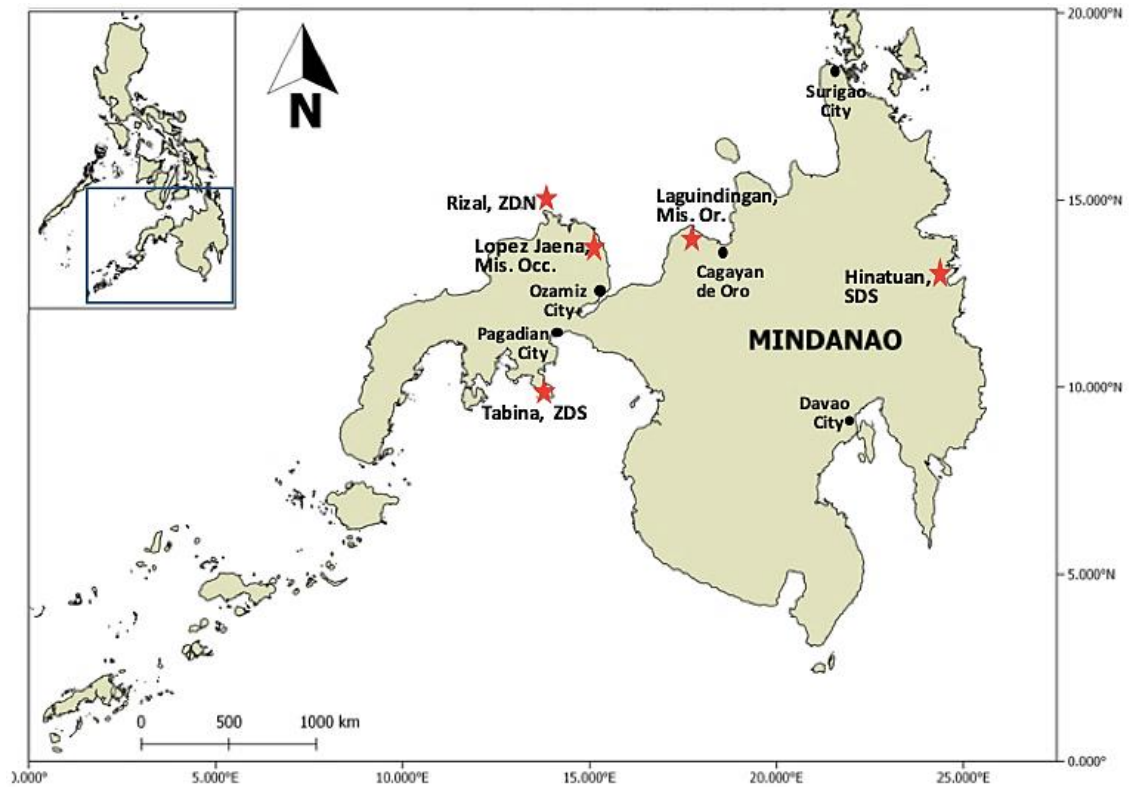 20.000°N
N
Surigao
City
Rizal, ZDN
Laguindingan,
Mis. Or.
15.000°N
Lopez Jaena,
Mis. Occ.
Cagayan
de Oro
Hinatuan,
SDS
Ozamiz
City
Pagadian
City
MINDANAO
10.000°N
Tabina, ZDS
Davao
City
5.000°N
0 500 1000 km
0.000°
0.000° 5.000°E 10.000°E 15.000°E 20.000°E 25.000°E